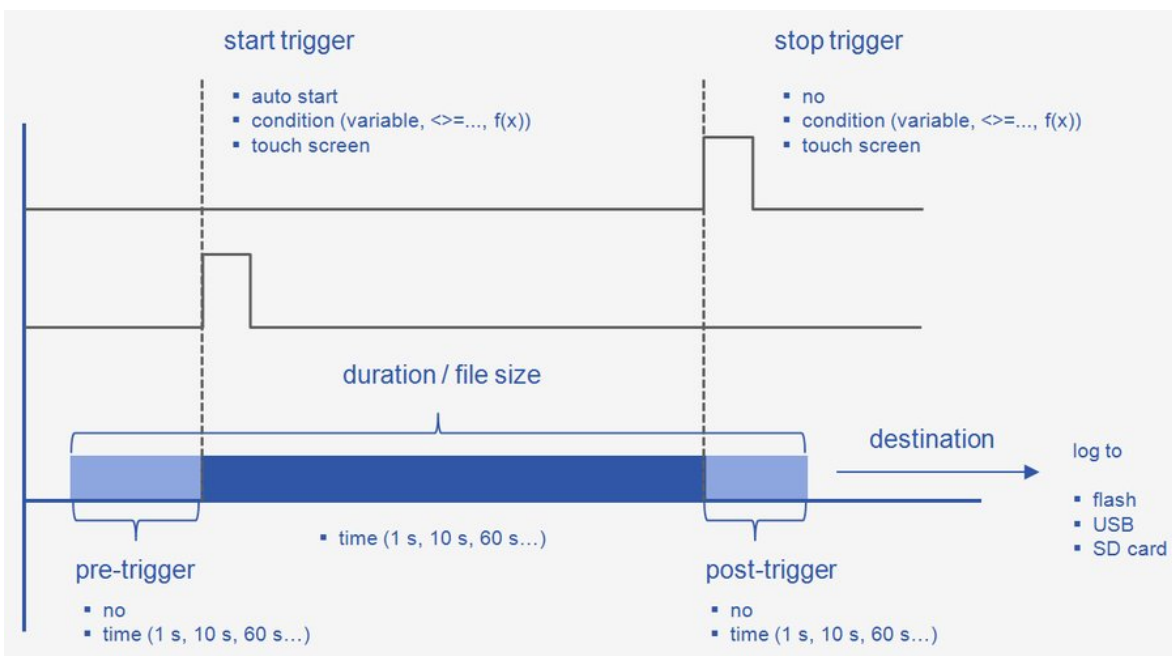 start trigger
▪ auto start
▪ condition (variable, <>=..., f(x))
▪ touch screen
stop trigger
▪ no
▪ condition (variable, <>=..., f(x))
▪ touch screen
duration / file size
destination
log to
▪ flash
▪ USB
▪ SD card
▪ time (1 s, 10 s, 60 s...)
pre-trigger
▪ no
▪ time (1 s, 10 s, 60 s...)
post-trigger
▪ no
▪ time (1 s, 10 s, 60 s...)